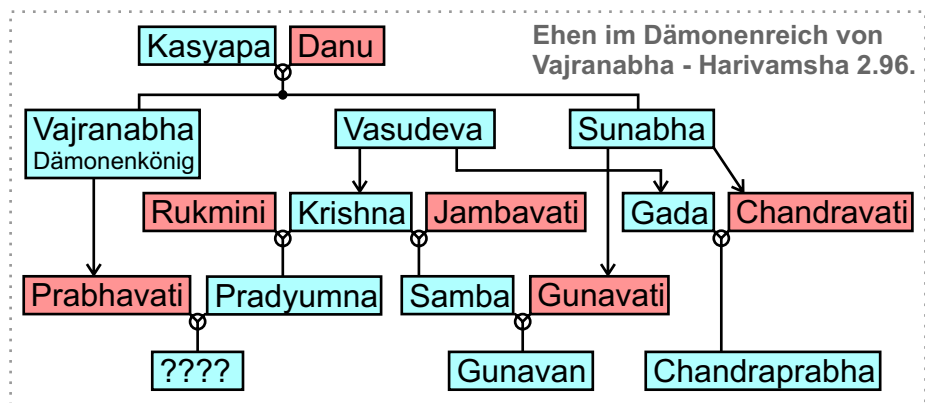 Kasyapa Danu
Ehen im Dämonenreich von
Vajranabha - Harivamsha 2.96.
Vajranabha
Dämonenkönig
Vasudeva
Sunabha
Rukmini Krishna Jambavati Gada Chandravati
Prabhavati Pradyumna Samba Gunavati
???? Gunavan Chandraprabha